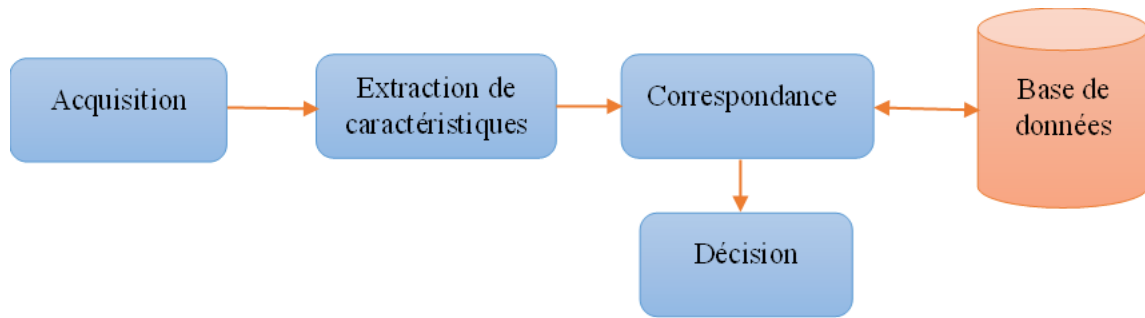 Acquisition
Extraction de
caractéristiques
Correspondance
Base de
données
Décision